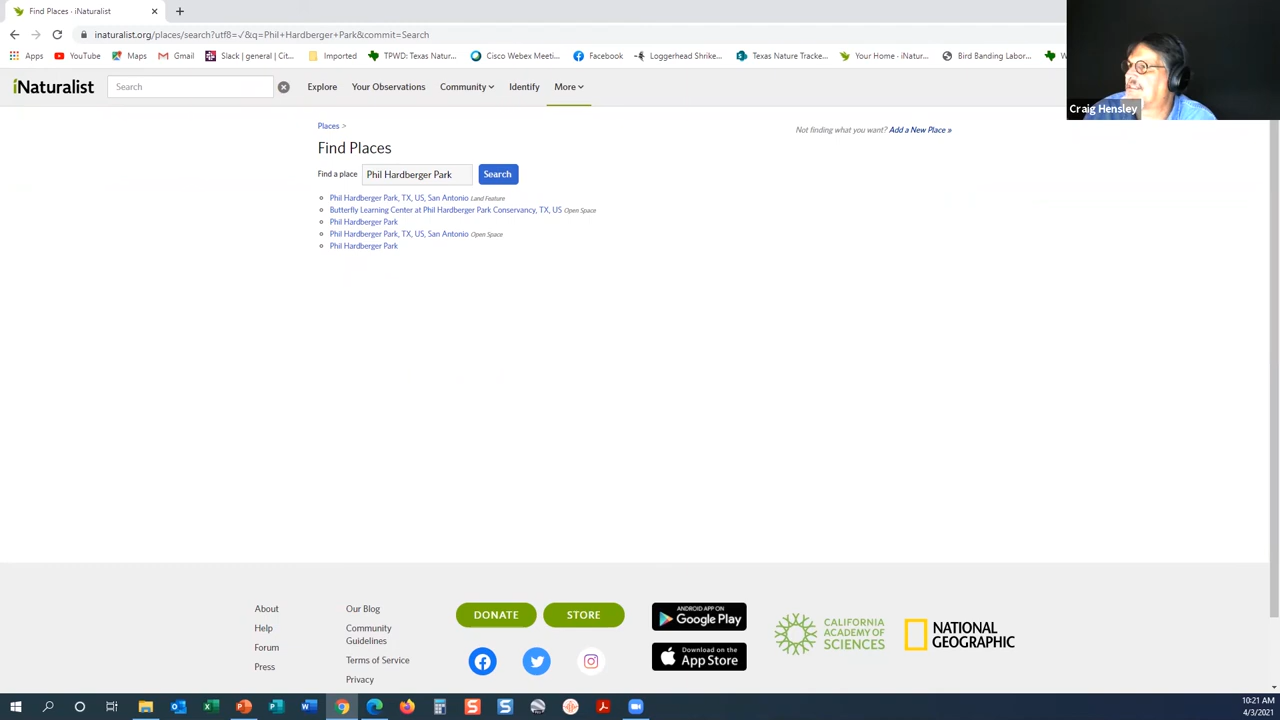 Find Places · iNaturalist
inaturalist.org/places/search?utf8=✓&q=Phil+Hardberger+Park&commit=Search
Apps YouTube Maps Gmail Slack | general | Cit... Imported TPWD: Texas Natur... Cisco Webex Meeti... Facebook Loggerhead Shrike... Texas Nature Tracke... Your Home · iNatur... Bird Banding Labor...
iNaturalist Search Explore Your Observations Community Identify More
Craig Hensley
Places >
Not finding what you want? Add a New Place »
Find Places
Find a place Phil Hardberger Park Search
Phil Hardberger Park, TX, US, San Antonio Land Feature
Butterfly Learning Center at Phil Hardberger Park Conservancy, TX, US Open Space
Phil Hardberger Park
Phil Hardberger Park, TX, US, San Antonio Open Space
Phil Hardberger Park
About
Help
Forum
Press
Our Blog
Community
Guidelines
Terms of Service
Privacy
DONATE STORE
ANDROID APP ON
Google Play
Download on the
App Store
CALIFORNIA
ACADEMY OF
SCIENCES
NATIONAL
GEOGRAPHIC
10:21 AM
4/3/2021